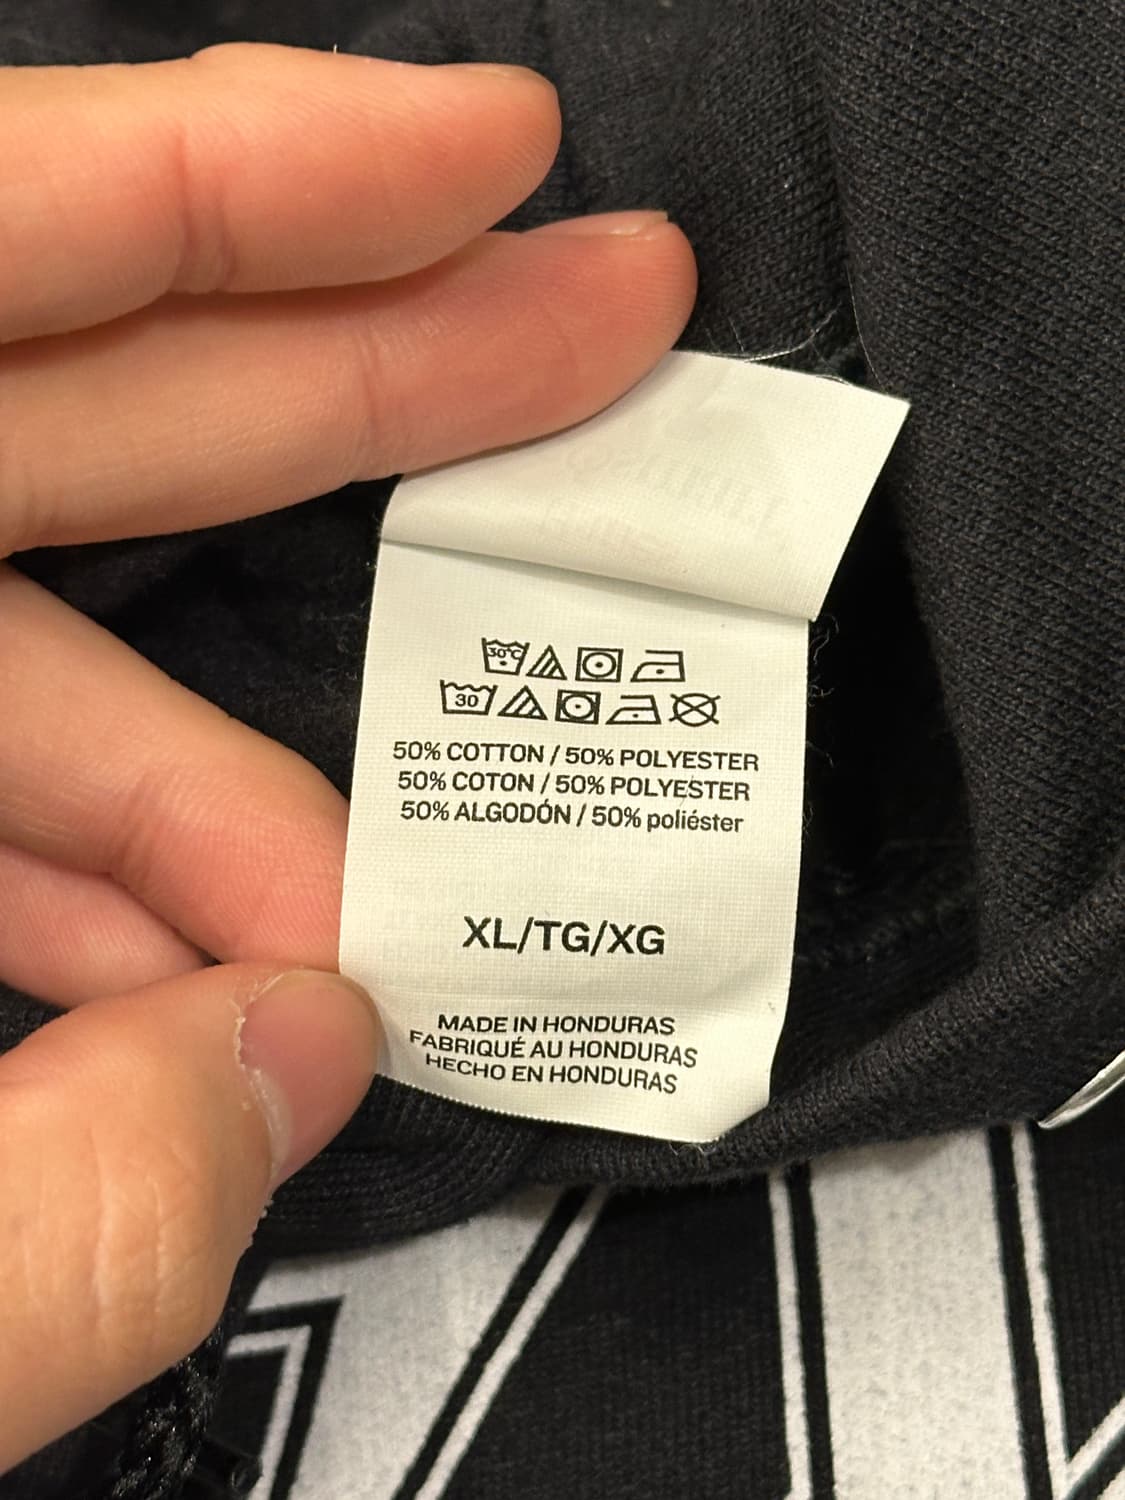 30°C
30
50% COTTON / 50% POLYESTER
50% COTON / 50% POLYESTER
50% ALGODÓN / 50% poliéster
XL/TG/XG
MADE IN HONDURAS
FABRIQUÉ AU HONDURAS
HECHO EN HONDURAS